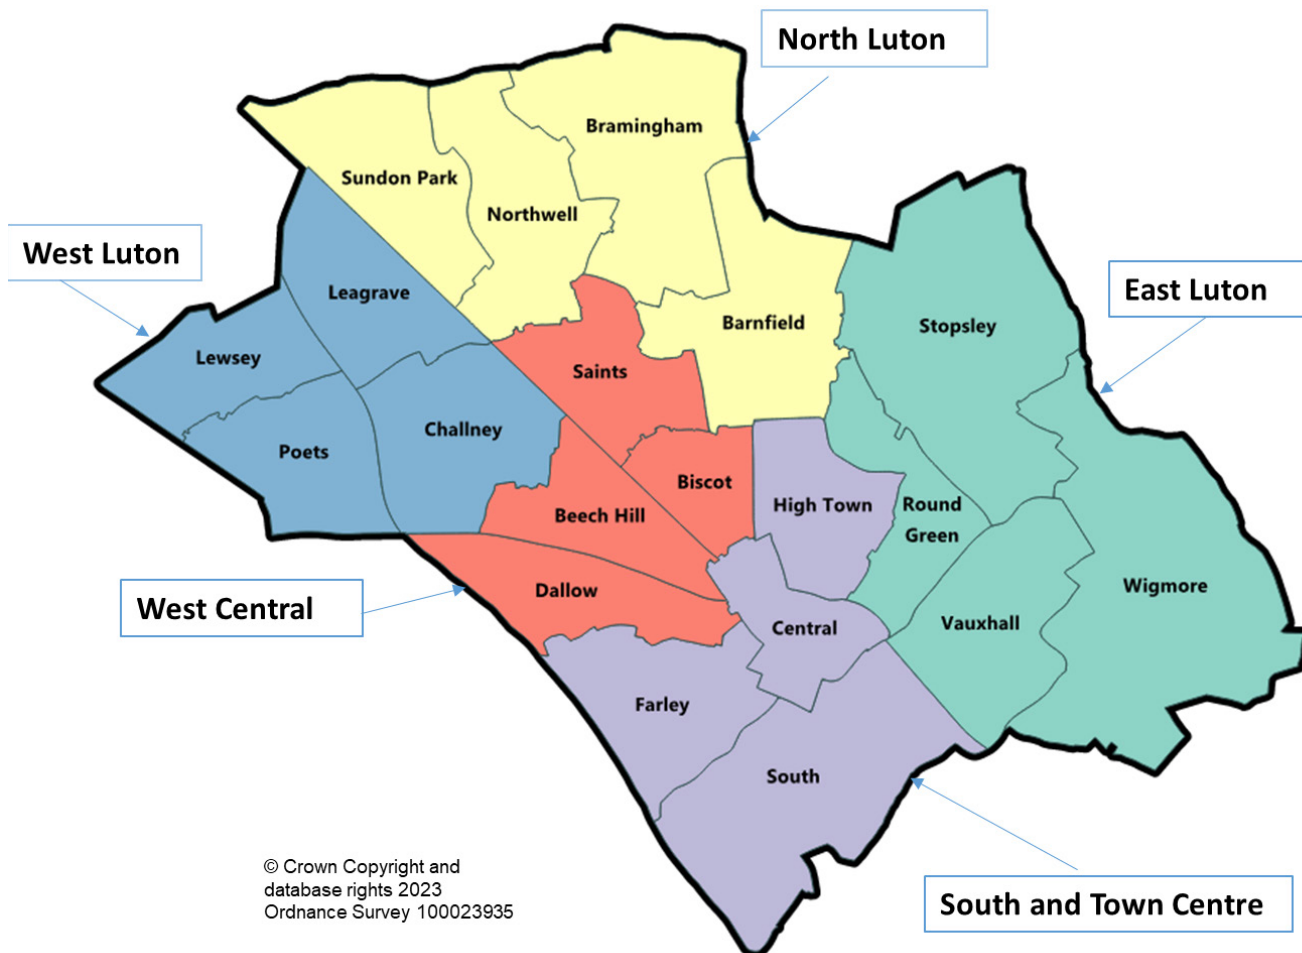 North Luton
Bramingham
Sundon Park
Northwell
West Luton
Leagrave
East Luton
Barnfield
Stopsley
Lewsey
Saints
Challney
Poets
Biscot
High Town
Round
Green
Beech Hill
Wigmore
Dallow
West Central
Central
Vauxhall
Farley
South
© Crown Copyright and
database rights 2023
Ordnance Survey 100023935
South and Town Centre